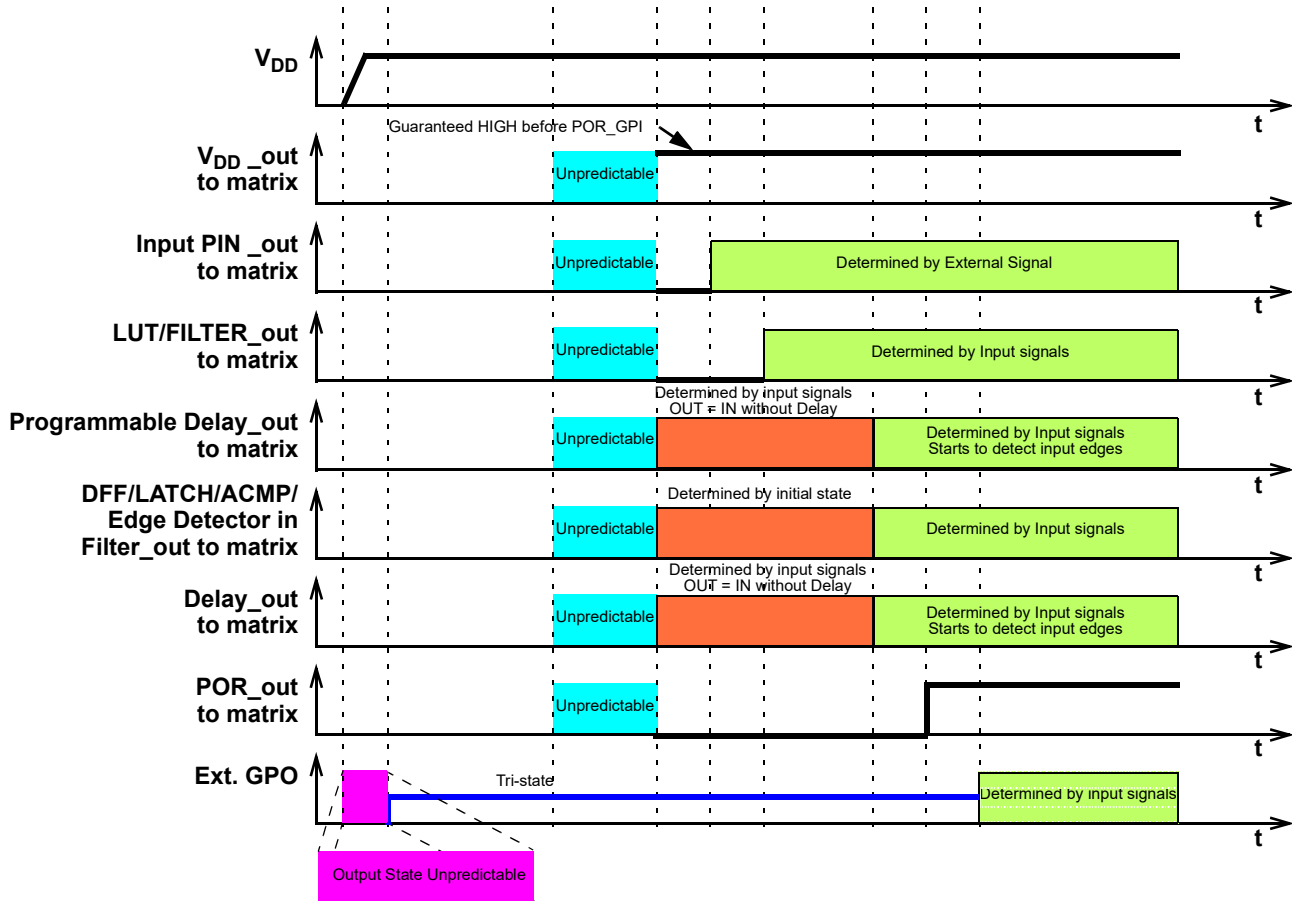 VDD
t
Guaranteed HIGH before POR_GPI
VDD _out
to matrix
Unpredictable
t
Input PIN _out
to matrix
Unpredictable
Determined by External Signal
t
LUT/FILTER_out
to matrix
Unpredictable
Determined by Input signals
t
Determined by input signals
OUT = IN without Delay
Programmable Delay_out
to matrix
Unpredictable
Determined by Input signals
Starts to detect input edges
t
DFF/LATCH/ACMP/
Edge Detector in
Filter_out to matrix
Determined by initial state
Unpredictable
Determined by Input signals
t
Determined by input signals
OUT = IN without Delay
Delay_out
to matrix
Unpredictable
Determined by Input signals
Starts to detect input edges
t
POR_out
to matrix
Unpredictable
t
Ext. GPO
Tri-state
Determined by input signals
t
Output State Unpredictable